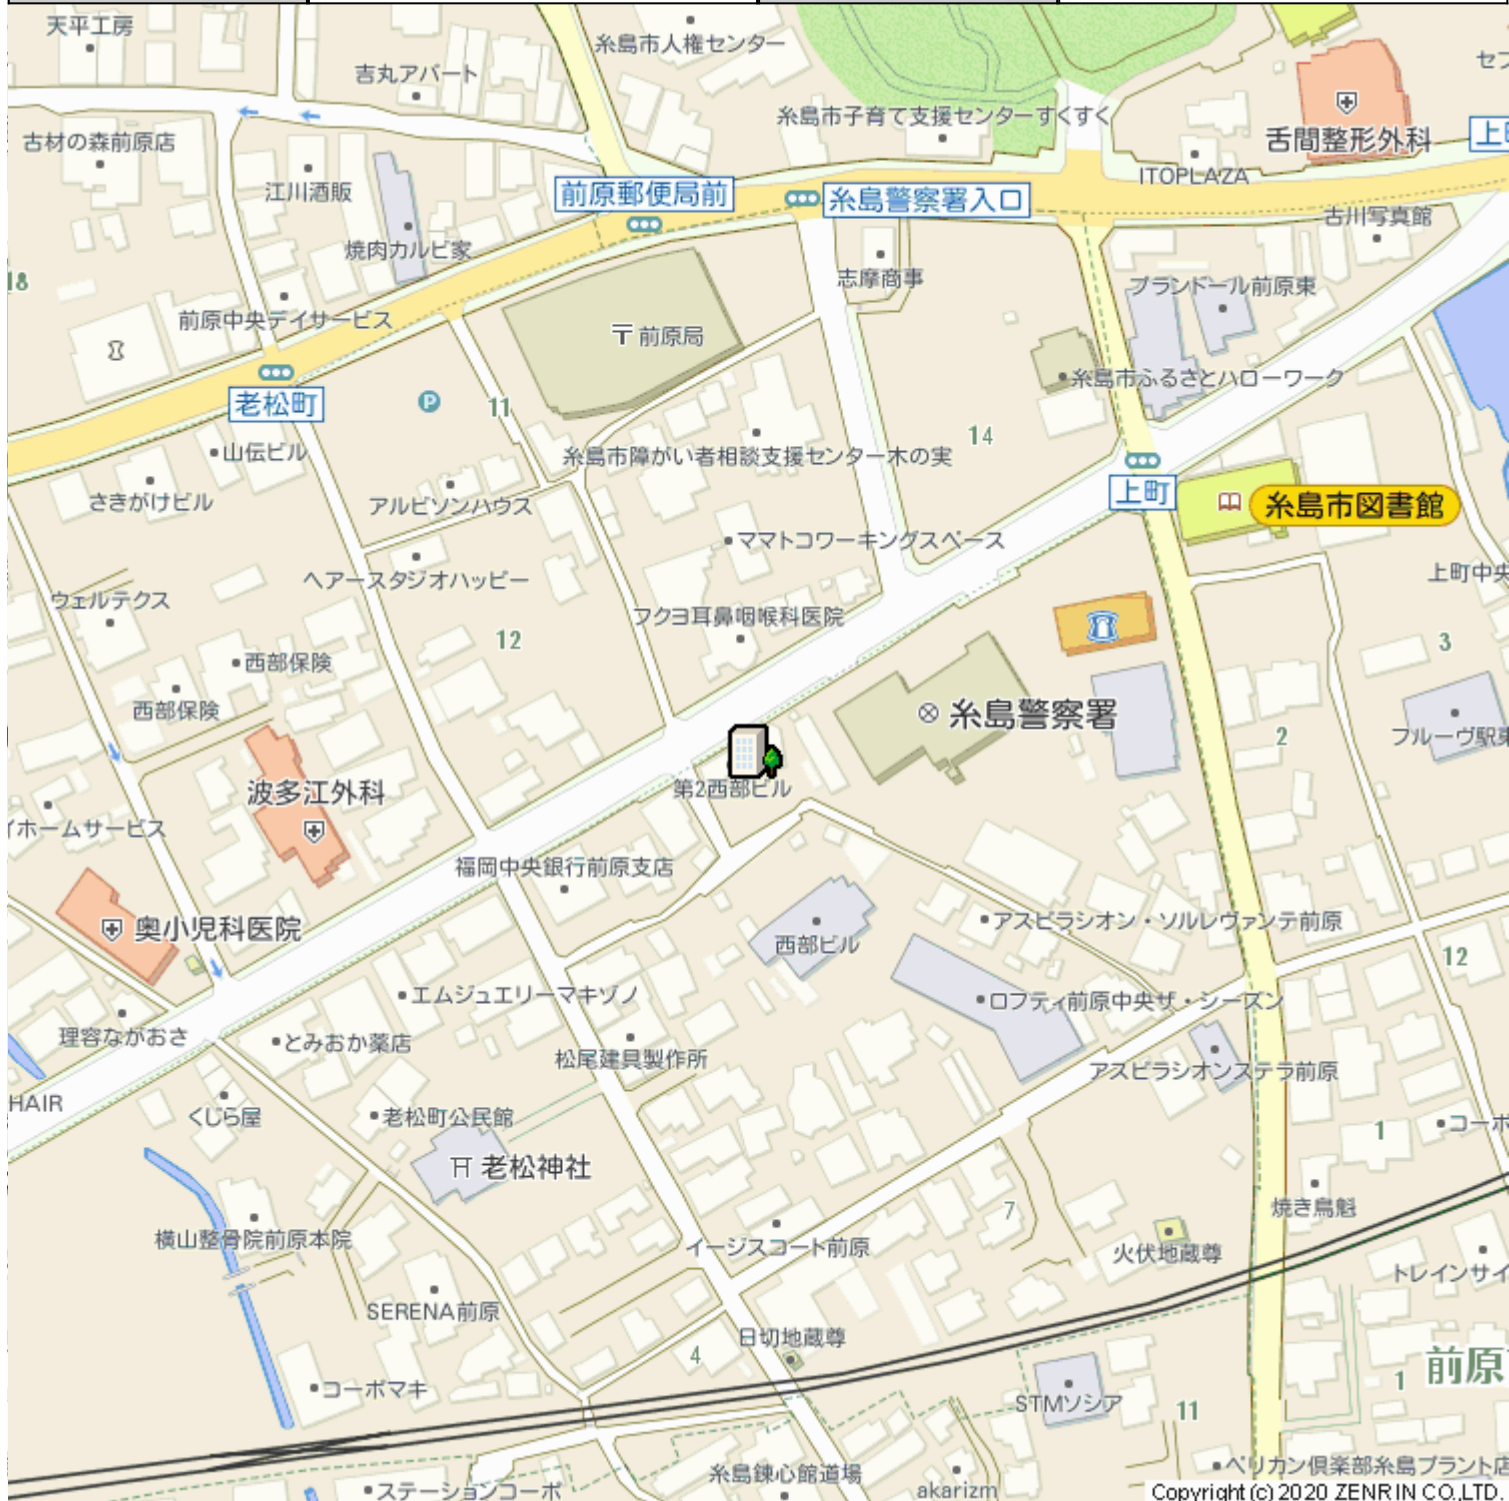 天平工房
糸島市人権センター
吉丸アパート
セブ
糸島市子育て支援センターすくすく
古材の森前原店
舌間整形外科
上町
ITOPLAZA
江川酒販
前原郵便局前
糸島警察署入口
古川写真館
焼肉カルビ家
志摩商事
18
ブランドール前原東
前原中央デイサービス
〒前原局
糸島市ふるさとハローワーク
老松町
P
11
14
山伝ビル
糸島市障がい者相談支援センター木の実
上町
さきがけビル
アルビソンハウス
糸島市図書館
ママトコワーキングスペース
ヘアースタジオハッピー
上町中央
ウェルテクス
フクヨ耳鼻咽喉科医院
12
3
西部保険
西部保険
糸島警察署
2
フルーヴ駅東
第2西部ビル
波多江外科
イホームサービス
福岡中央銀行前原支店
奥小児科医院
アスピラシオン・ソルレヴァンテ前原
西部ビル
12
エムジュエリーマキゾノ
ロフティ前原中央ザ・シーズン
理容ながおさ
とみおか薬店
松尾建具製作所
アスピラシオンステラ前原
HAIR
くじら屋
老松町公民館
1
コーポ
老松神社
7
焼き鳥魁
横山整骨院前原本院
イージスコート前原
火伏地蔵尊
トレインサイ
SERENA前原
日切地蔵尊
4
前原
1
コーポマキ
STMソシア
11
糸島錬心館道場
ペリカン倶楽部糸島プラント店
ステーションコーポ
akarizm
Copyright (c) 2020 ZENRIN CO.,LTD.